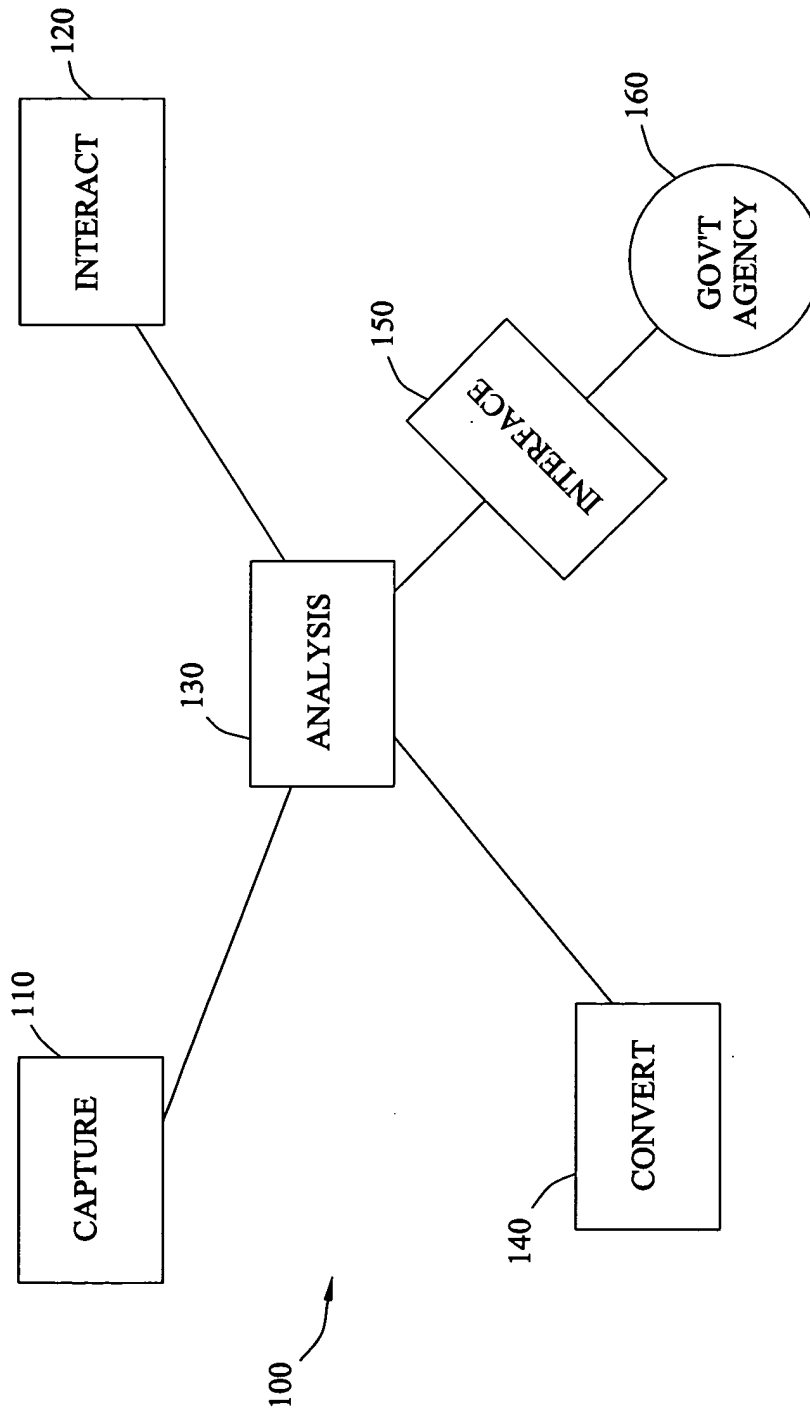 110
CAPTURE
120
INTERACT
130
ANALYSIS
150
INTERFACE
160
GOV'T
AGENCY
140
CONVERT
100